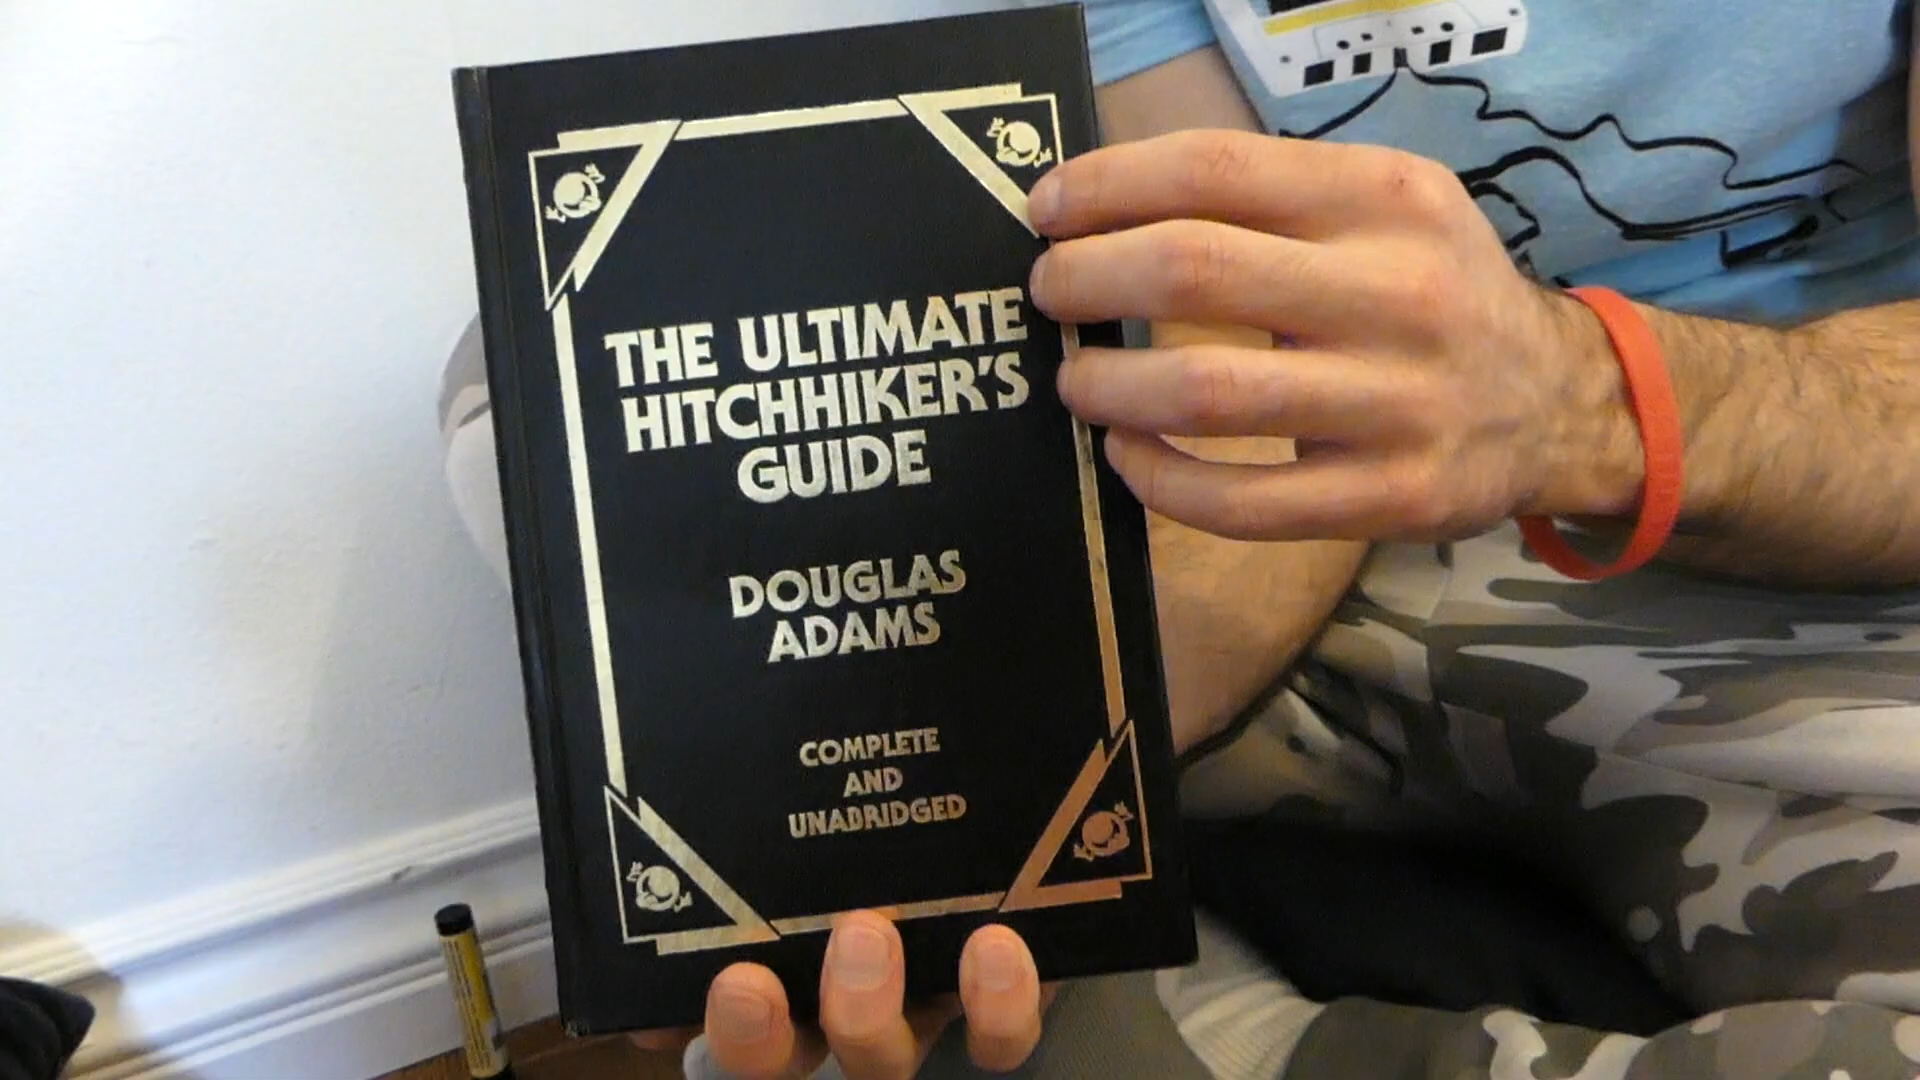 THE ULTIMATE
HITCHHIKER'S
GUIDE
DOUGLAS
ADAMS
COMPLETE
AND
UNABRIDGED